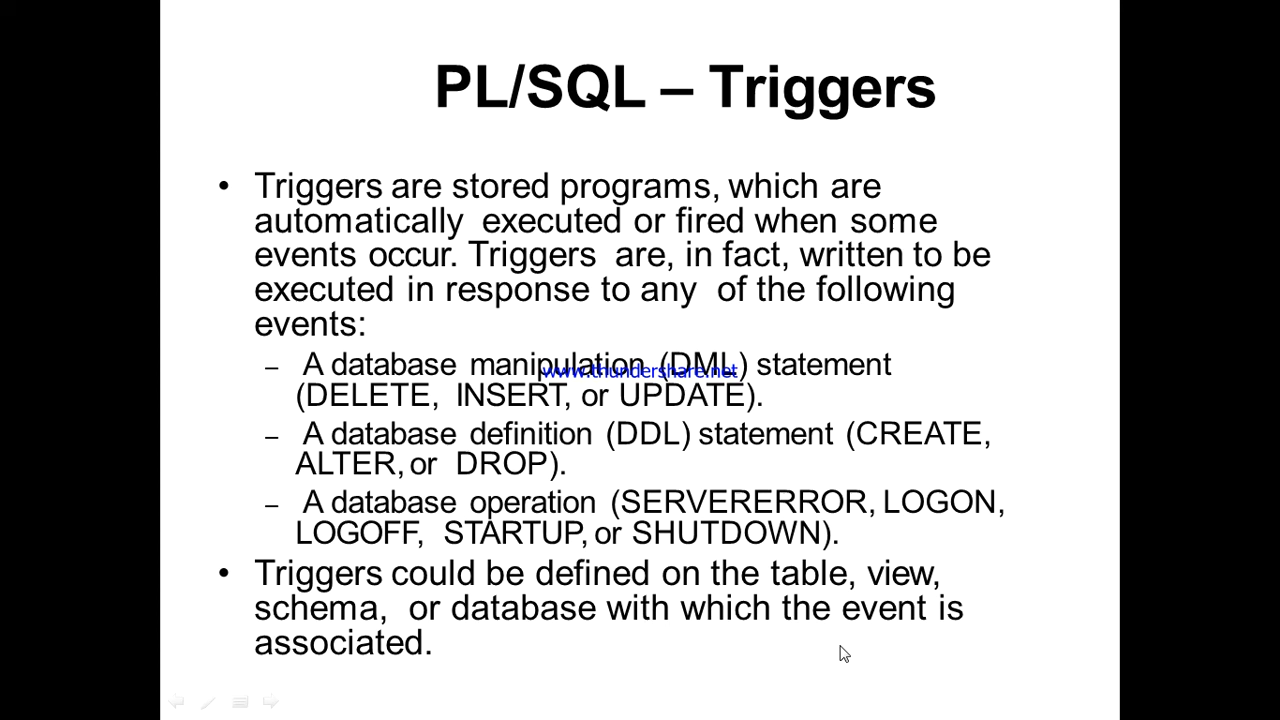 PL/SQL – Triggers
• Triggers are stored programs, which are
automatically executed or fired when some
events occur. Triggers are, in fact, written to be
executed in response to any of the following
events:
– A database manipulation (DML) statement
www.thundershare.net
(DELETE, INSERT, or UPDATE).
– A database definition (DDL) statement (CREATE,
ALTER, or DROP).
– A database operation (SERVERERROR, LOGON,
LOGOFF, STARTUP, or SHUTDOWN).
• Triggers could be defined on the table, view,
schema, or database with which the event is
associated.